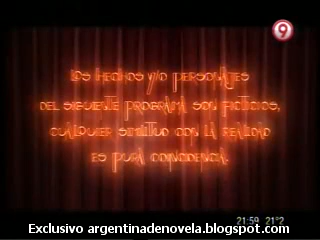 9
Los hechos y/o personajes
del siguiente programa son ficticios,
cualquier similitud con la realidad
es pura coincidencia.
21:59 21°2
Exclusivo argentinadenovela.blogspot.com